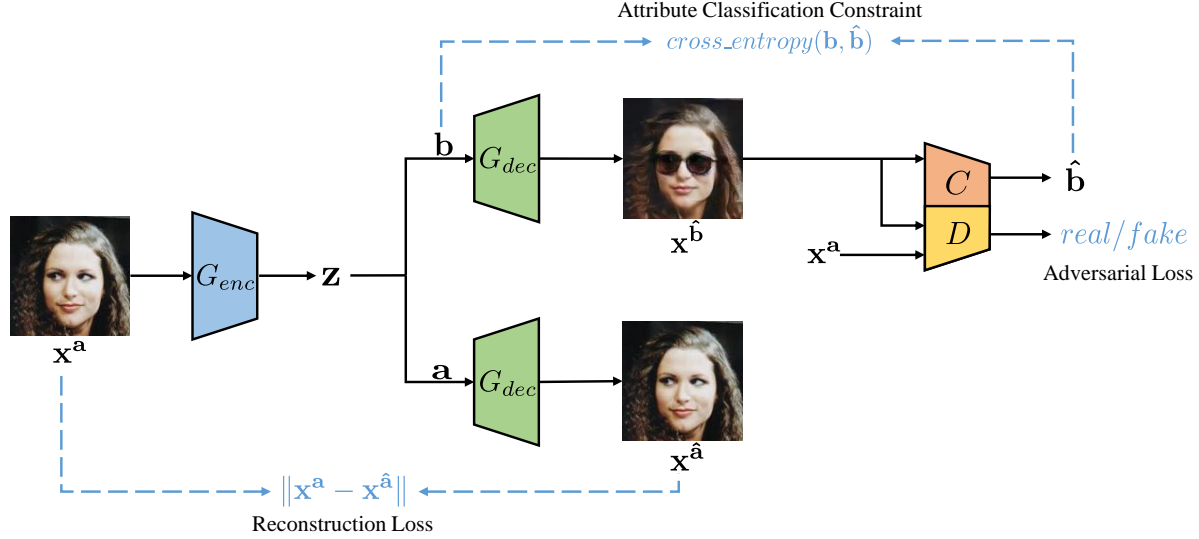 Attribute Classification Constraint
cross_entropy(𝐛, 𝐛̂)
𝐛
G_dec
C
𝐛̂
𝐱^𝐛̂
D
real/fake
𝐱^𝐚
Adversarial Loss
G_enc
𝐳
𝐱^𝐚
𝐚
G_dec
𝐱^𝐚̂
‖𝐱^𝐚 − 𝐱^𝐚̂‖
Reconstruction Loss